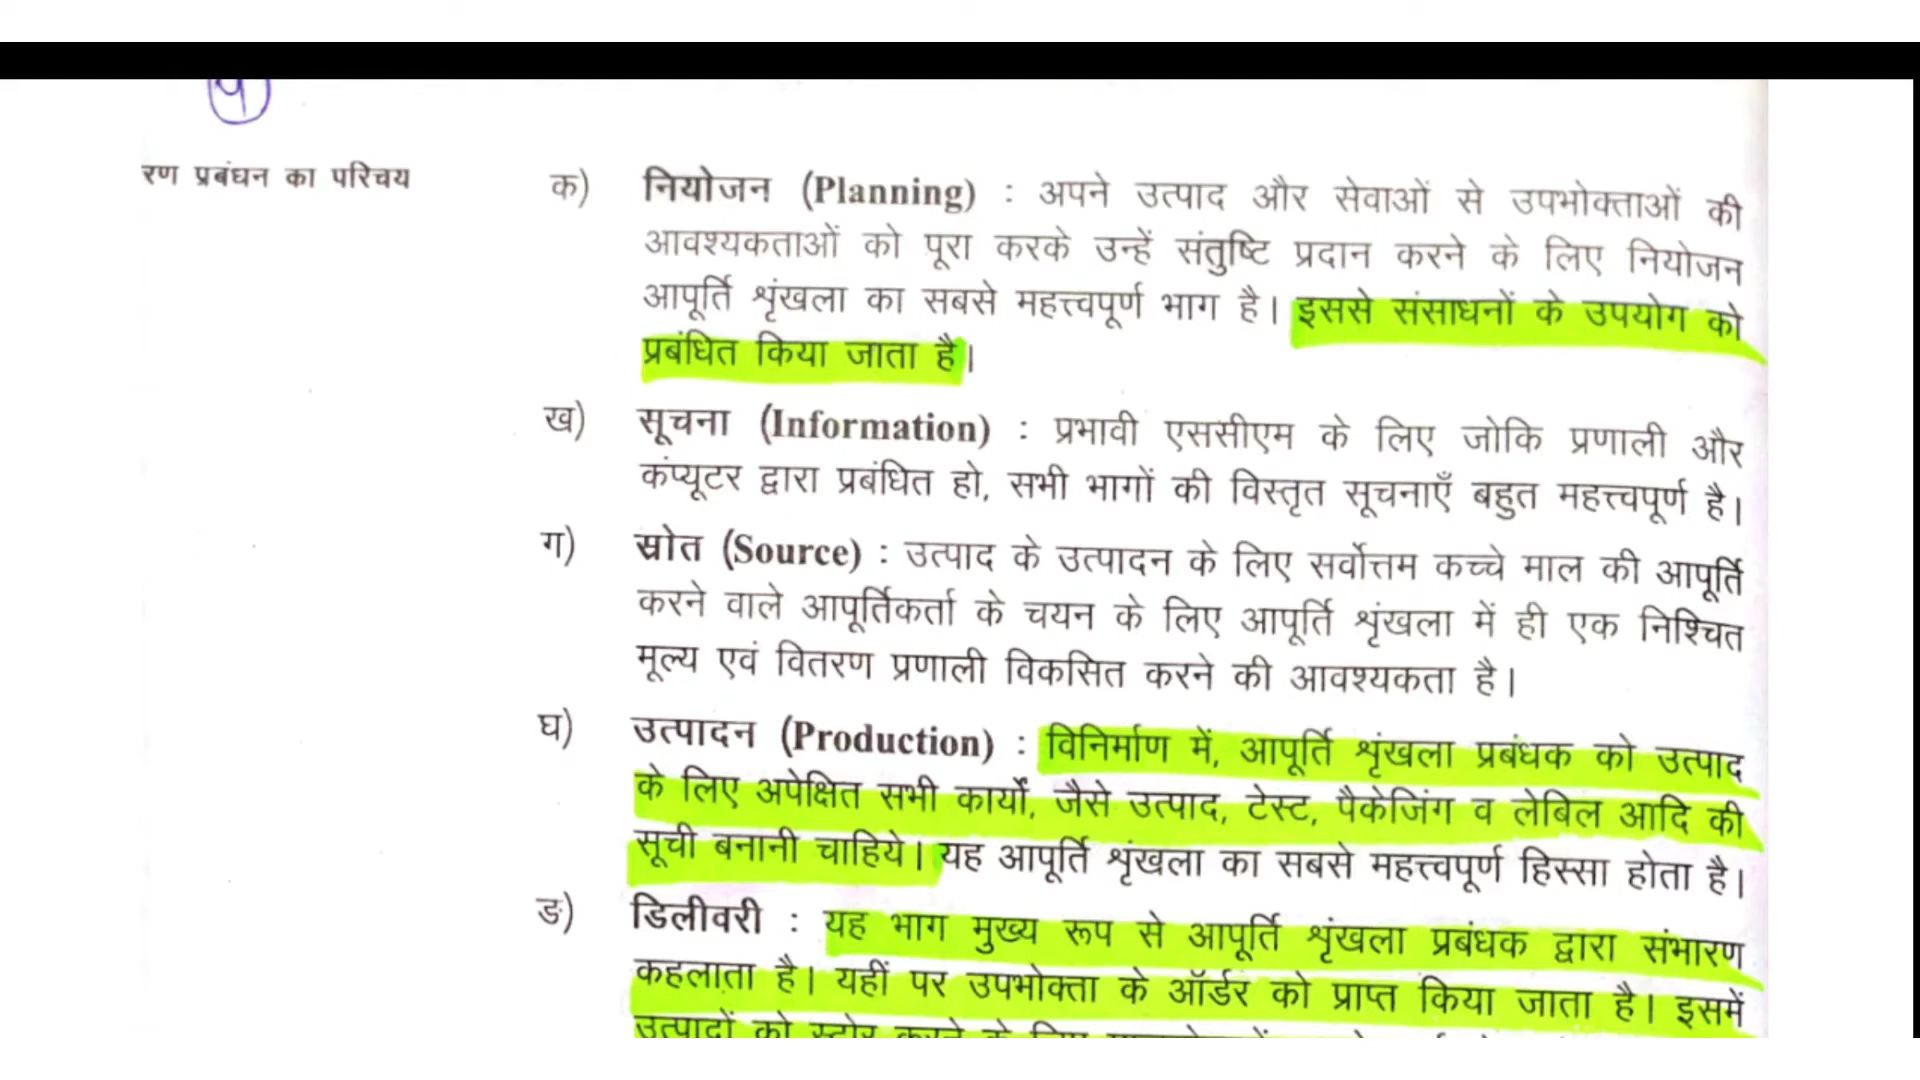 ५
रण प्रबंधन का परिचय
क) नियोजन (Planning) : अपने उत्पाद और सेवाओं से उपभोक्ताओं की
आवश्यकताओं को पूरा करके उन्हें संतुष्टि प्रदान करने के लिए नियोजन
आपूर्ति शृंखला का सबसे महत्त्वपूर्ण भाग है। इससे संसाधनों के उपयोग को
प्रबंधित किया जाता है।
ख) सूचना (Information) : प्रभावी एससीएम के लिए जोकि प्रणाली और
कंप्यूटर द्वारा प्रबंधित हो, सभी भागों की विस्तृत सूचनाएँ बहुत महत्त्वपूर्ण है।
ग) स्रोत (Source) : उत्पाद के उत्पादन के लिए सर्वोत्तम कच्चे माल की आपूर्ति
करने वाले आपूर्तिकर्ता के चयन के लिए आपूर्ति शृंखला में ही एक निश्चित
मूल्य एवं वितरण प्रणाली विकसित करने की आवश्यकता है।
घ) उत्पादन (Production) : विनिर्माण में, आपूर्ति शृंखला प्रबंधक को उत्पाद
के लिए अपेक्षित सभी कार्यों, जैसे उत्पाद, टेस्ट, पैकेजिंग व लेबिल आदि की
सूची बनानी चाहिये। यह आपूर्ति शृंखला का सबसे महत्त्वपूर्ण हिस्सा होता है।
ङ) डिलीवरी : यह भाग मुख्य रूप से आपूर्ति शृंखला प्रबंधक द्वारा संभारण
कहलाता है। यहीं पर उपभोक्ता के ऑर्डर को प्राप्त किया जाता है। इसमें
उत्पादों को स्टोर करने के लिए